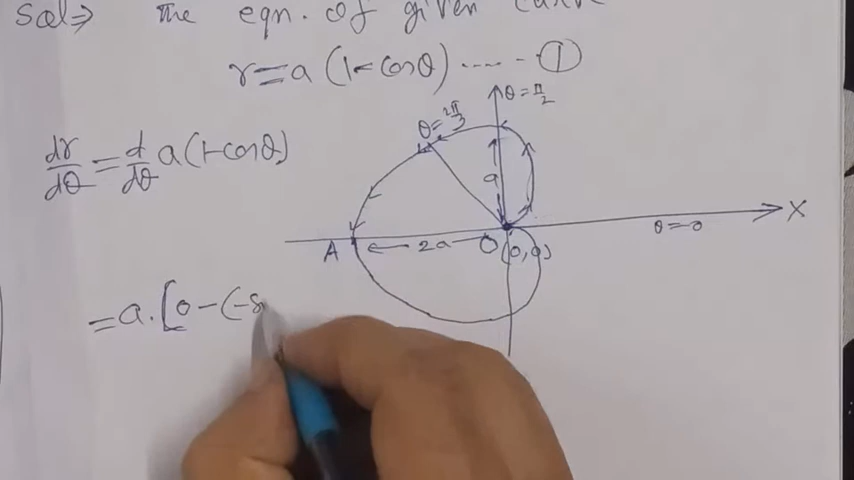 Sol⇒ The eqn. of given curve
r=a(1-cosθ)......①
θ=π/2
θ=2π/3
dr/dθ = d/dθ a(1-cosθ)
a
X
θ=0
A ←2a- O(0,0)
=a.[0-(-s